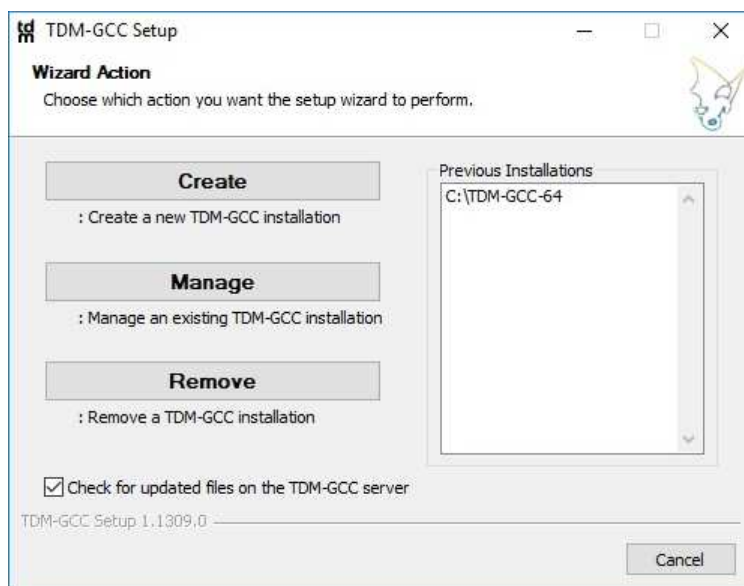 tdm TDM-GCC Setup
Wizard Action
Choose which action you want the setup wizard to perform.
Create
: Create a new TDM-GCC installation
Manage
: Manage an existing TDM-GCC installation
Remove
: Remove a TDM-GCC installation
Previous Installations
C:\TDM-GCC-64
Check for updated files on the TDM-GCC server
TDM-GCC Setup 1.1309.0
Cancel